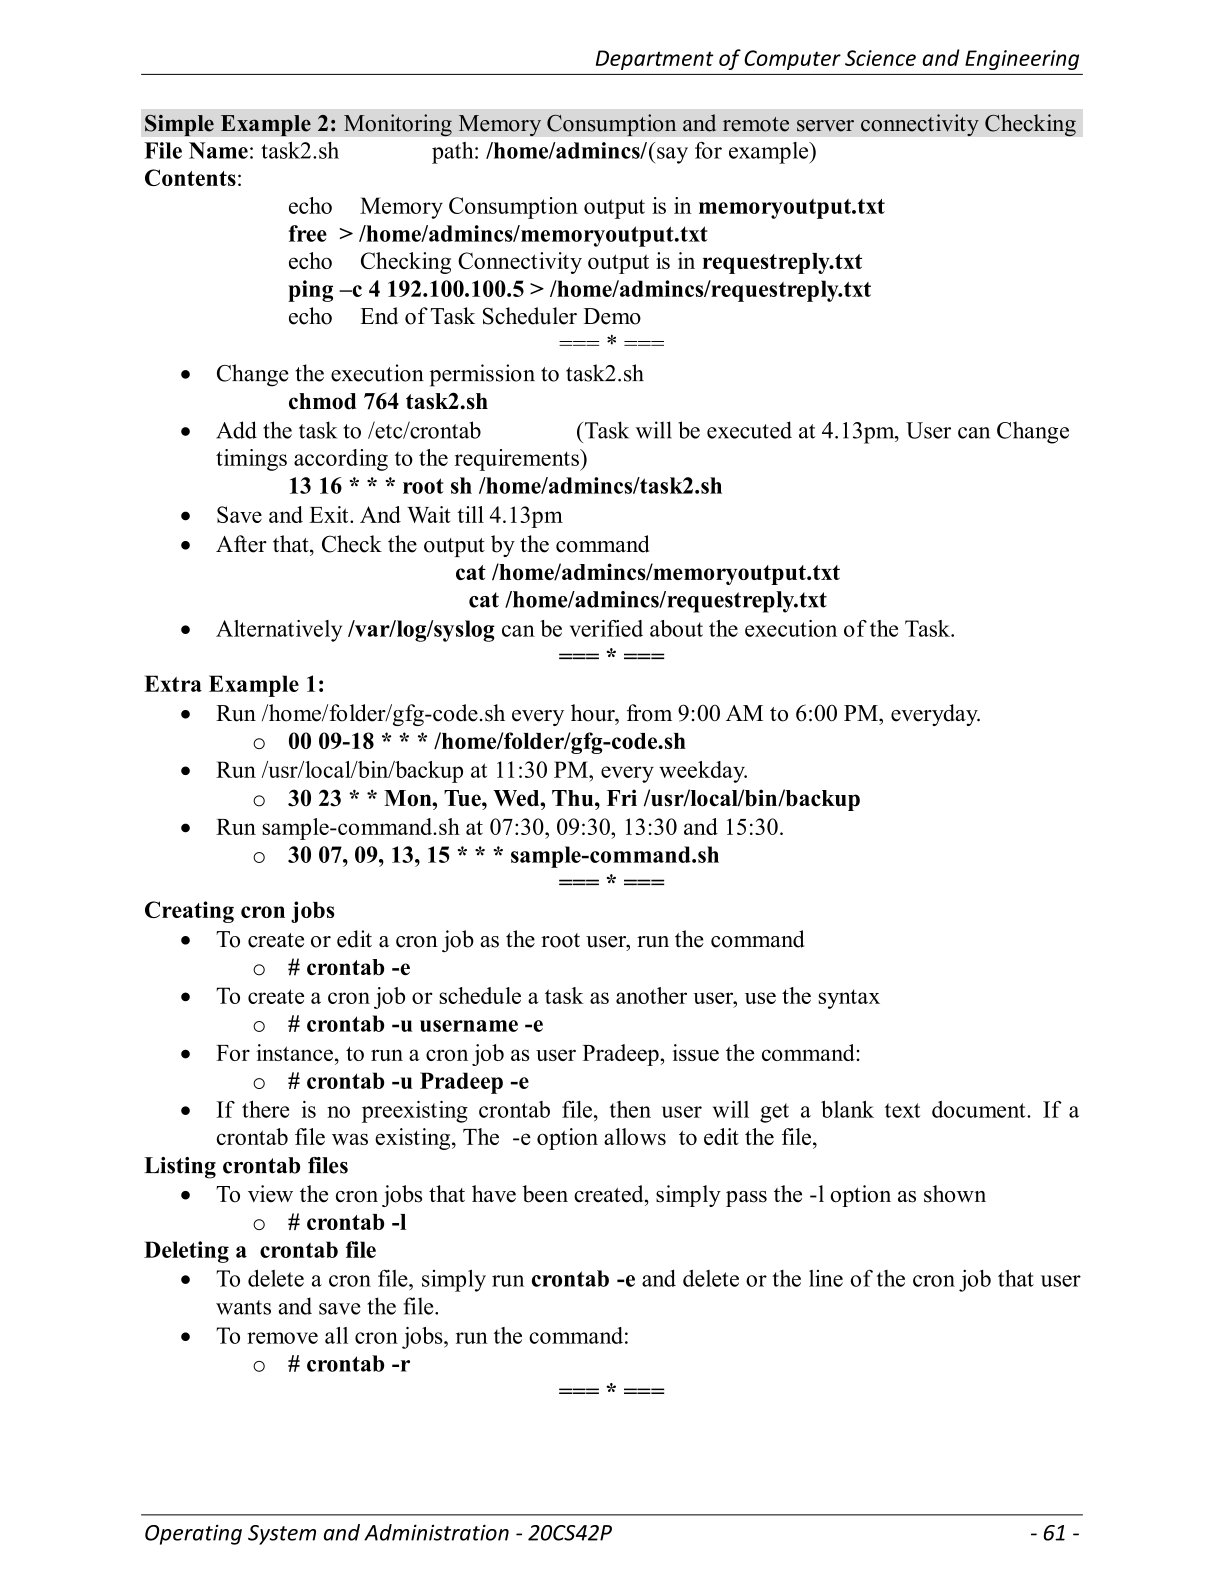 Department of Computer Science and Engineering
Simple Example 2: Monitoring Memory Consumption and remote server connectivity Checking
File Name: task2.sh path: /home/admincs/(say for example)
Contents:
echo Memory Consumption output is in memoryoutput.txt
free > /home/admincs/memoryoutput.txt
echo Checking Connectivity output is in requestreply.txt
ping –c 4 192.100.100.5 > /home/admincs/requestreply.txt
echo End of Task Scheduler Demo
=== * ===
• Change the execution permission to task2.sh
chmod 764 task2.sh
• Add the task to /etc/crontab (Task will be executed at 4.13pm, User can Change
timings according to the requirements)
13 16 * * * root sh /home/admincs/task2.sh
• Save and Exit. And Wait till 4.13pm
• After that, Check the output by the command
cat /home/admincs/memoryoutput.txt
cat /home/admincs/requestreply.txt
• Alternatively /var/log/syslog can be verified about the execution of the Task.
=== * ===
Extra Example 1:
• Run /home/folder/gfg-code.sh every hour, from 9:00 AM to 6:00 PM, everyday.
o 00 09-18 * * * /home/folder/gfg-code.sh
• Run /usr/local/bin/backup at 11:30 PM, every weekday.
o 30 23 * * Mon, Tue, Wed, Thu, Fri /usr/local/bin/backup
• Run sample-command.sh at 07:30, 09:30, 13:30 and 15:30.
o 30 07, 09, 13, 15 * * * sample-command.sh
=== * ===
Creating cron jobs
• To create or edit a cron job as the root user, run the command
o # crontab -e
• To create a cron job or schedule a task as another user, use the syntax
o # crontab -u username -e
• For instance, to run a cron job as user Pradeep, issue the command:
o # crontab -u Pradeep -e
• If there is no preexisting crontab file, then user will get a blank text document. If a
crontab file was existing, The -e option allows to edit the file,
Listing crontab files
• To view the cron jobs that have been created, simply pass the -l option as shown
o # crontab -l
Deleting a crontab file
• To delete a cron file, simply run crontab -e and delete or the line of the cron job that user
wants and save the file.
• To remove all cron jobs, run the command:
o # crontab -r
=== * ===
Operating System and Administration - 20CS42P - 61 -